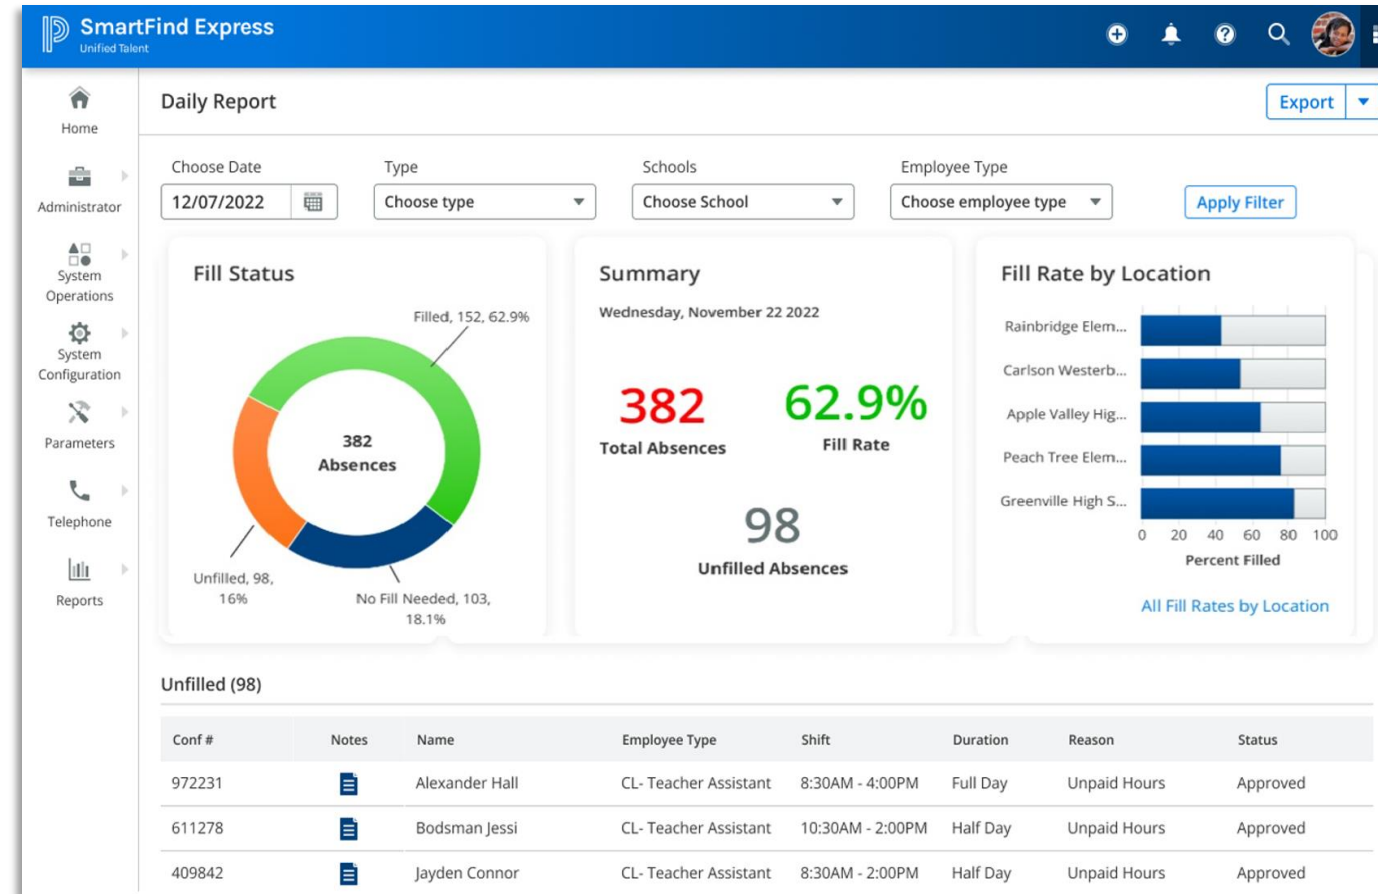 SmartFind Express
Unified Talent
Home
Administrator
System
Operations
System
Configuration
Parameters
Telephone
Reports
Daily Report
Export
Choose Date
Type
Schools
Employee Type
12/07/2022
Choose type
Choose School
Choose employee type
Apply Filter
Fill Status
Filled, 152, 62.9%
382
Absences
Unfilled, 98,
16%
No Fill Needed, 103,
18.1%
Summary
Wednesday, November 22 2022
382
Total Absences
62.9%
Fill Rate
98
Unfilled Absences
Fill Rate by Location
Rainbridge Elem...
Carlson Westerb...
Apple Valley Hig...
Peach Tree Elem...
Greenville High S...
0 20 40 60 80 100
Percent Filled
All Fill Rates by Location
Unfilled (98)
Conf # Notes Name Employee Type Shift Duration Reason Status
972231 Alexander Hall CL- Teacher Assistant 8:30AM - 4:00PM Full Day Unpaid Hours Approved
611278 Bodsman Jessi CL- Teacher Assistant 10:30AM - 2:00PM Half Day Unpaid Hours Approved
409842 Jayden Connor CL- Teacher Assistant 8:30AM - 2:00PM Half Day Unpaid Hours Approved